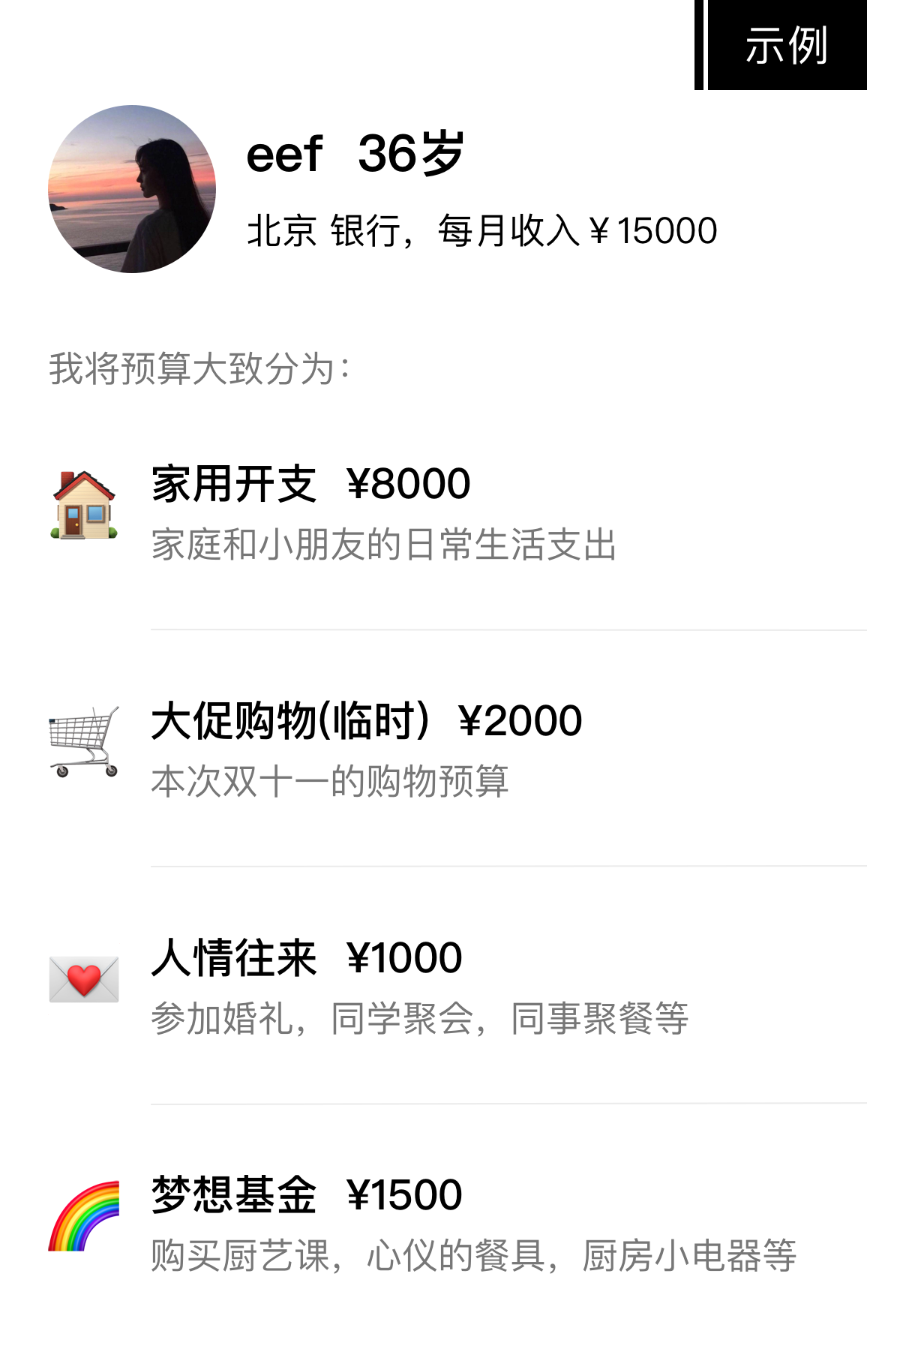 示例
eef 36岁
北京 银行，每月收入￥15000
我将预算大致分为：
家用开支 ¥8000
家庭和小朋友的日常生活支出
大促购物(临时）¥2000
本次双十一的购物预算
人情往来 ¥1000
参加婚礼，同学聚会，同事聚餐等
梦想基金 ¥1500
购买厨艺课，心仪的餐具，厨房小电器等